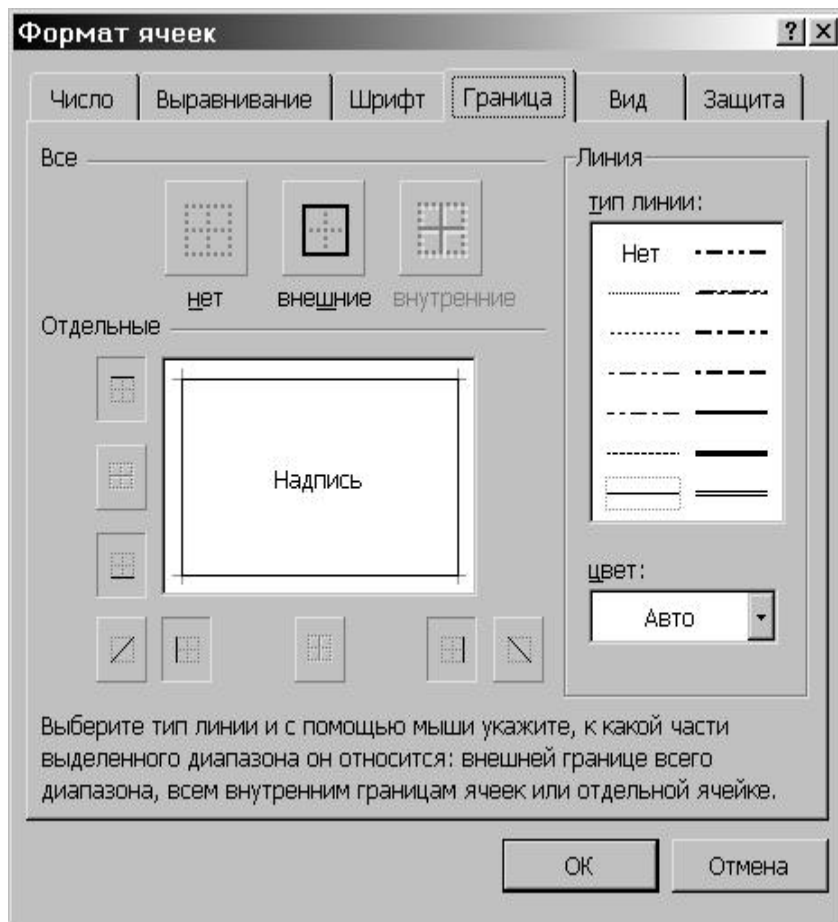 Формат ячеек
Число Выравнивание Шрифт Граница Вид Защита
Все
нет внешние внутренние
Отдельные
Надпись
Линия
тип линии:
Нет
цвет:
Авто
Выберите тип линии и с помощью мыши укажите, к какой части
выделенного диапазона он относится: внешней границе всего
диапазона, всем внутренним границам ячеек или отдельной ячейке.
ОК Отмена